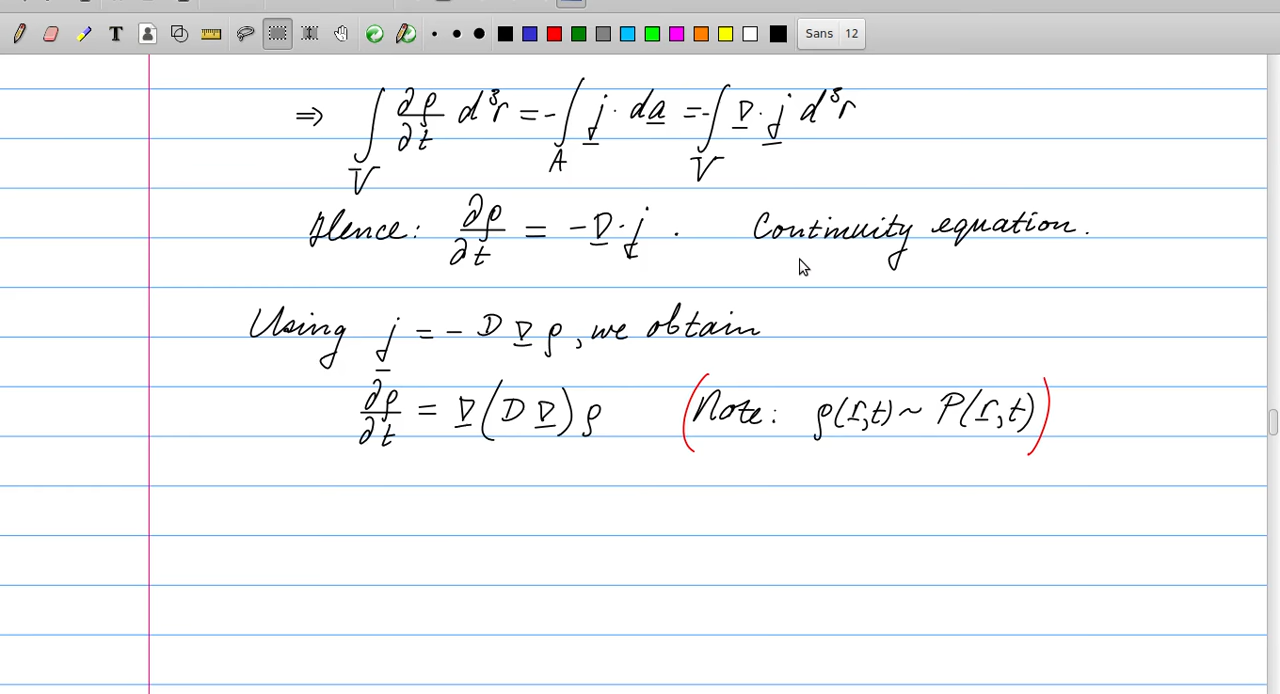 T Sans 12
⇒ ∫_V ∂ρ/∂t d³r = -∫_A j · da = -∫_V ∇ · j d³r
Hence: ∂ρ/∂t = -∇ · j . Continuity equation.
Using j = - D ∇ ρ, we obtain
∂ρ/∂t = ∇(D ∇) ρ (Note: ρ(r,t) ~ P(r,t))